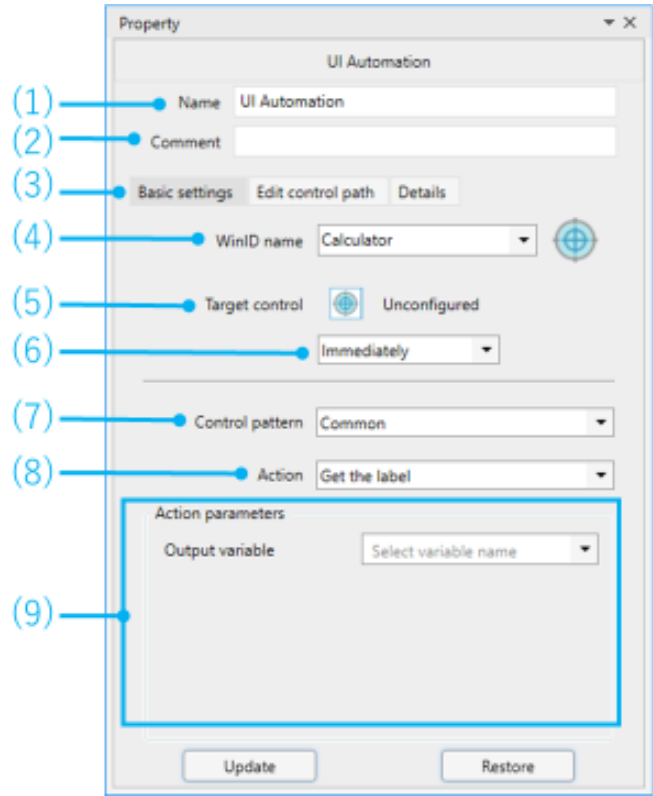 Property
UI Automation
(1) Name UI Automation
(2) Comment
(3) Basic settings Edit control path Details
(4) WinID name Calculator
(5) Target control Unconfigured
(6) Immediately
(7) Control pattern Common
(8) Action Get the label
Action parameters
Output variable Select variable name
(9)
Update Restore